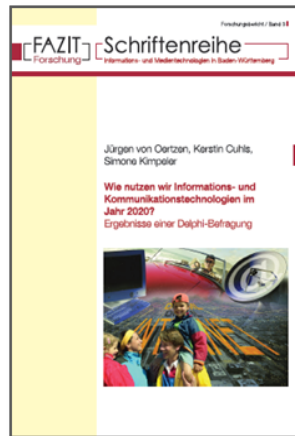 Forschungsbericht / Band 3
FAZIT Schriftenreihe
Forschung Informations- und Medientechnologien in Baden-Württemberg
Jürgen von Oertzen, Kerstin Cuhls,
Simone Kimpeler
Wie nutzen wir Informations- und
Kommunikationstechnologien im
Jahr 2020?
Ergebnisse einer Delphi-Befragung
@
INTERNET